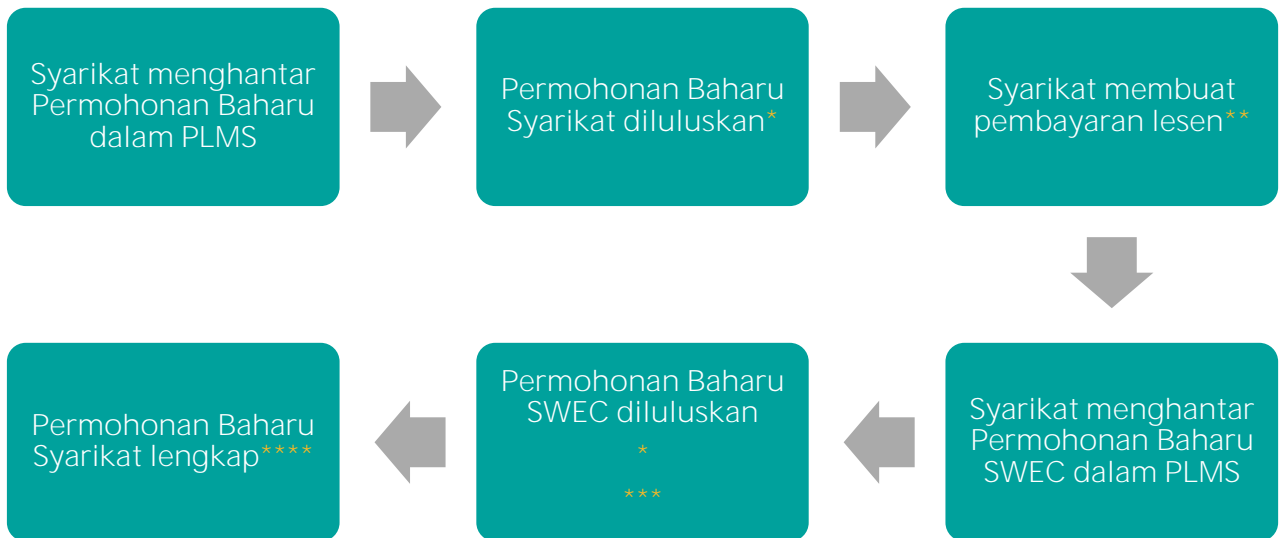 Syarikat menghantar
Permohonan Baharu
dalam PLMS
Permohonan Baharu
Syarikat diluluskan*
Syarikat membuat
pembayaran lesen**
Syarikat menghantar
Permohonan Baharu
SWEC dalam PLMS
Permohonan Baharu
SWEC diluluskan
*
***
Permohonan Baharu
Syarikat lengkap****